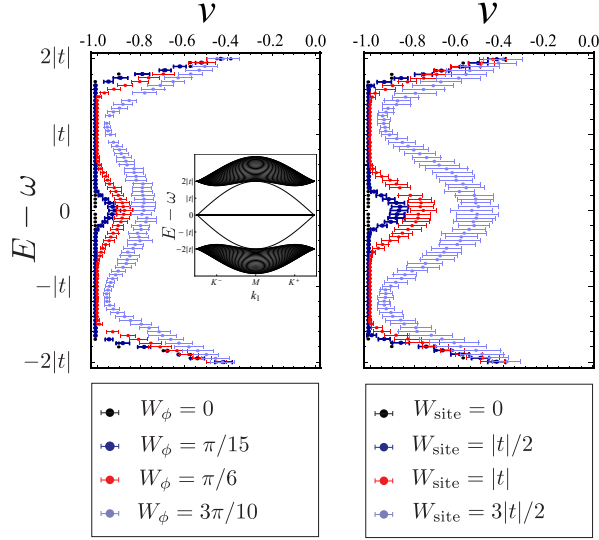 ν ν
-1.0 -0.8 -0.6 -0.4 -0.2 0.0 -1.0 -0.8 -0.6 -0.4 -0.2 0.0
2|t|
|t|
0
−|t|
−2|t|
E − ω
2|t|
|t|
0
−|t|
−2|t|
E − ω
K⁻ M K⁺
k₁
W_ϕ = 0
W_ϕ = π/15
W_ϕ = π/6
W_ϕ = 3π/10
W_site = 0
W_site = |t|/2
W_site = |t|
W_site = 3|t|/2